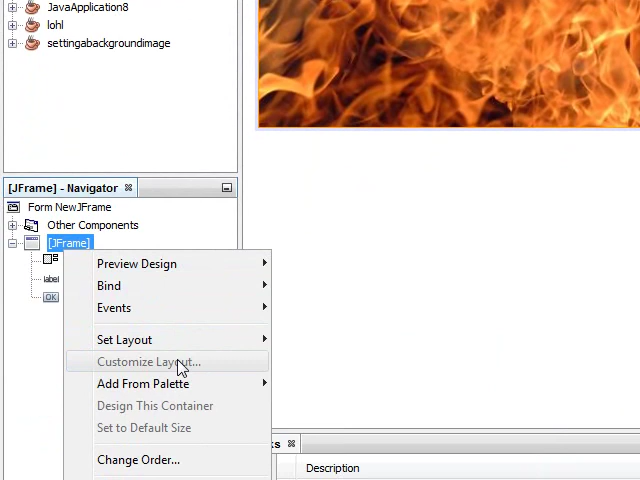 JavaApplication8
lohl
settingabackgroundimage
[JFrame] - Navigator
Form NewJFrame
Other Components
[JFrame]
label
OK
Preview Design
Bind
Events
Set Layout
Customize Layout...
Add From Palette
Design This Container
Set to Default Size
Change Order...
ks
Description